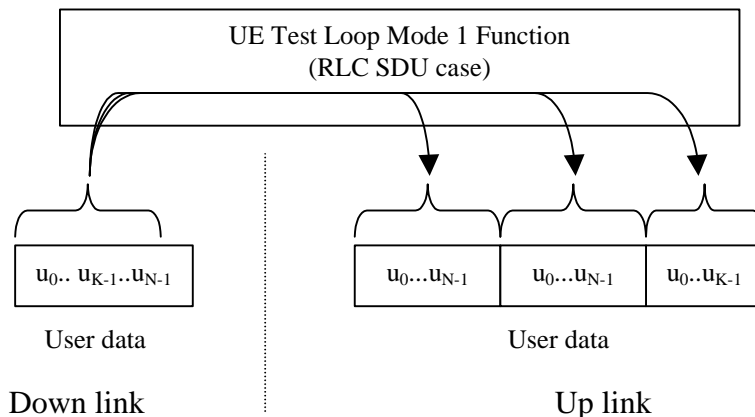 UE Test Loop Mode 1 Function
(RLC SDU case)
u0.. uK-1..uN-1
u0...uN-1
u0...uN-1
u0..uK-1
User data
User data
Down link
Up link